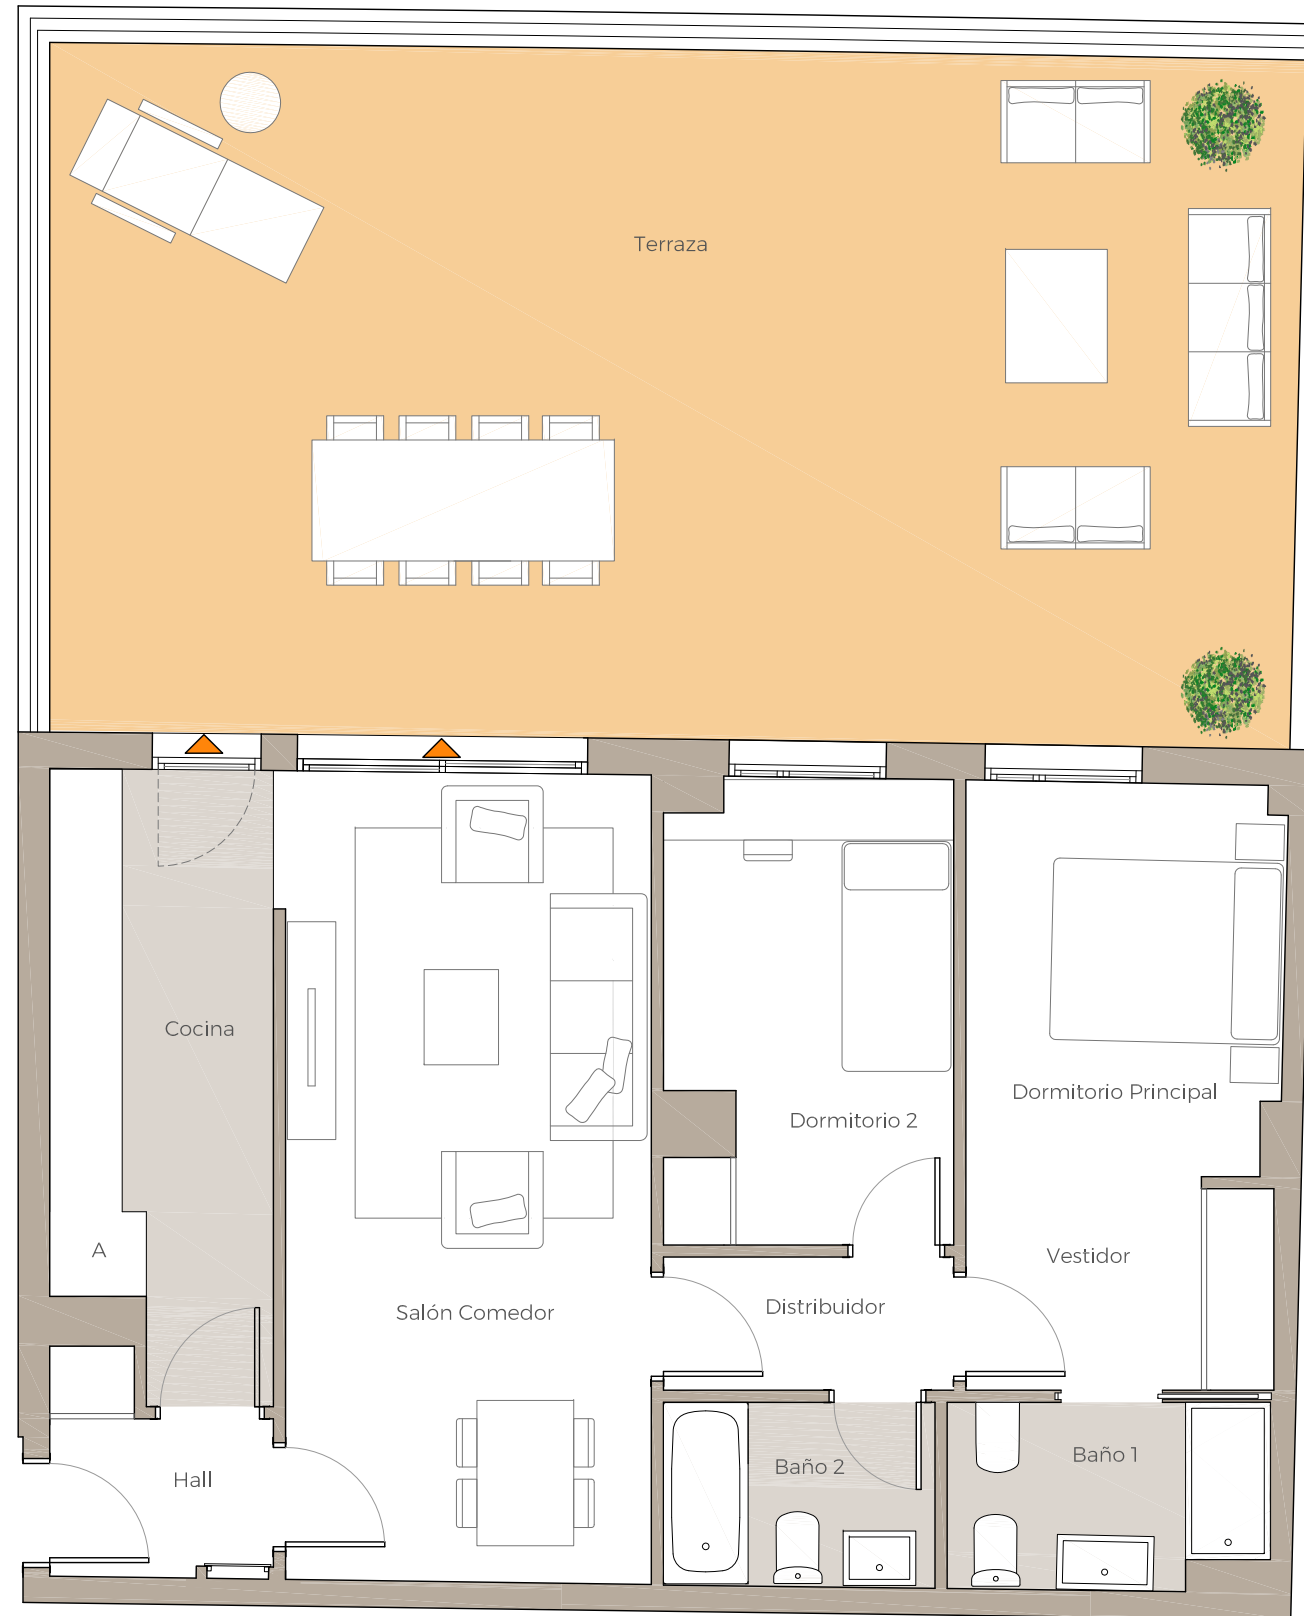 Terraza
Cocina
Dormitorio Principal
Dormitorio 2
A
Vestidor
Salón Comedor
Distribuidor
Hall
Baño 2
Baño 1